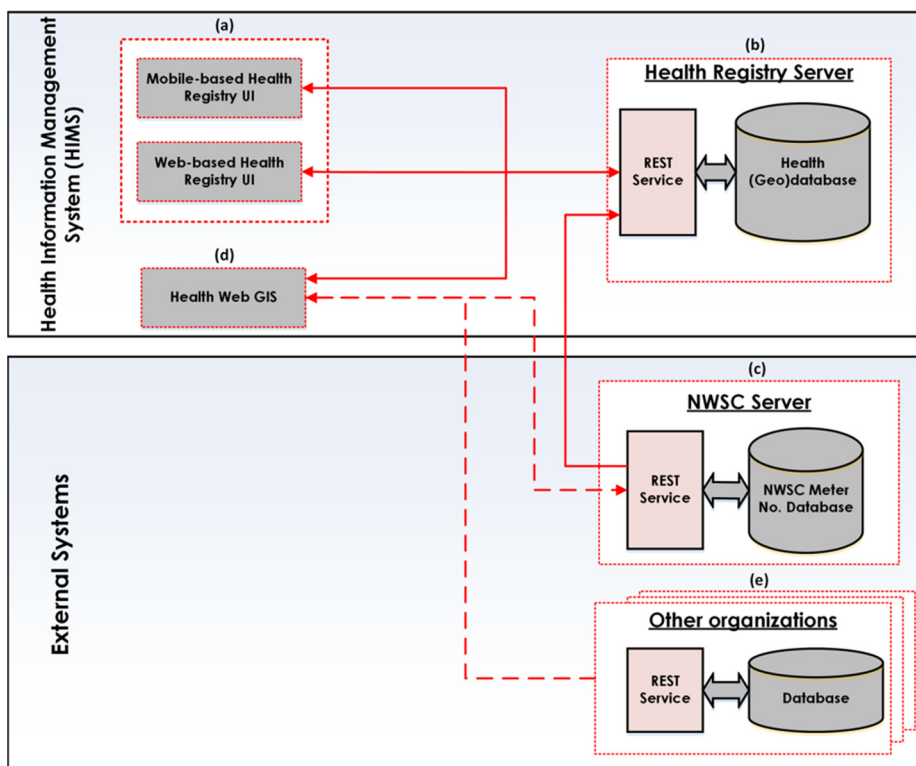 Health Information Management
System (HIMS)
(a)
Mobile-based Health
Registry UI
Web-based Health
Registry UI
(b)
Health Registry Server
REST
Service
Health
(Geo)database
(d)
Health Web GIS
External Systems
(c)
NWSC Server
REST
Service
NWSC Meter
No. Database
(e)
Other organizations
REST
Service
Database